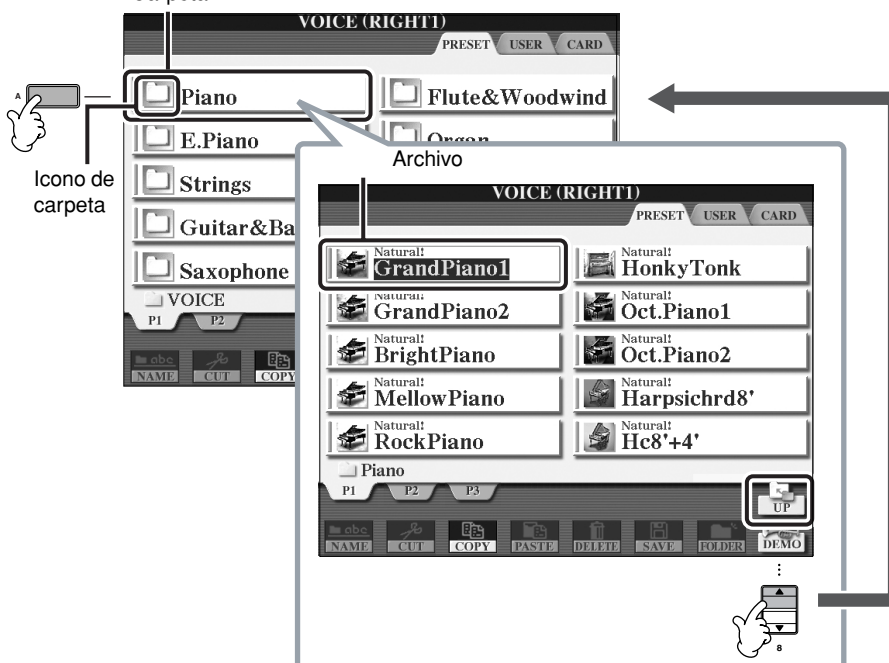 VOICE (RIGHT1)
PRESET USER CARD
A
Piano
Flute&Woodwind
E.Piano
Organ
Strings
Guitar&Ba
Saxophone
VOICE
P1 P2
NAME CUT COPY
Icono de
carpeta
Archivo
VOICE (RIGHT1)
PRESET USER CARD
Natural!
GrandPiano1
Natural!
HonkyTonk
Natural!
GrandPiano2
Natural!
Oct.Piano1
Natural!
BrightPiano
Natural!
Oct.Piano2
Natural!
MellowPiano
Natural!
Harpsichrd8'
Natural!
RockPiano
Natural!
Hc8'+4'
Piano
P1 P2 P3
UP
NAME CUT COPY PASTE DELETE SAVE FOLDER DEMO
8